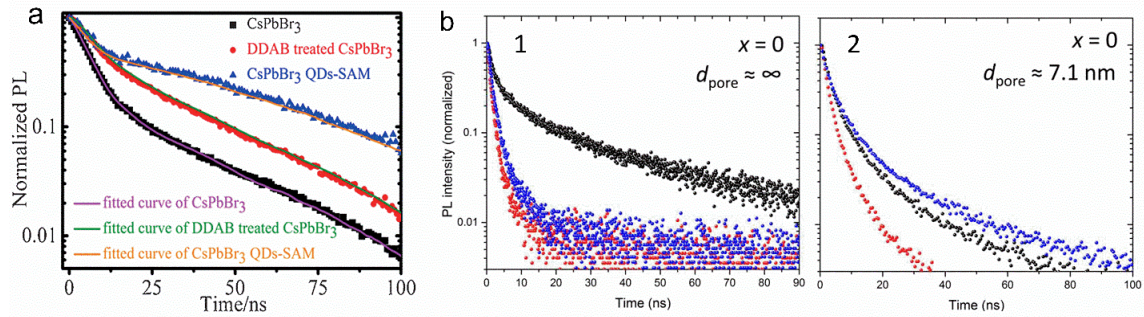 a
Normalized PL
0.1
0.01
CsPbBr3
DDAB treated CsPbBr3
CsPbBr3 QDs-SAM
fitted curve of CsPbBr3
fitted curve of DDAB treated CsPbBr3
fitted curve of CsPbBr3 QDs-SAM
0 25 50 75 100
Time/ns
b
PL intensity (normalized)
1
0.1
0.01
1
x = 0
dpore ≈ ∞
0 10 20 30 40 50 60 70 80 90
Time (ns)
2
x = 0
dpore ≈ 7.1 nm
0 20 40 60 80 100
Time (ns)